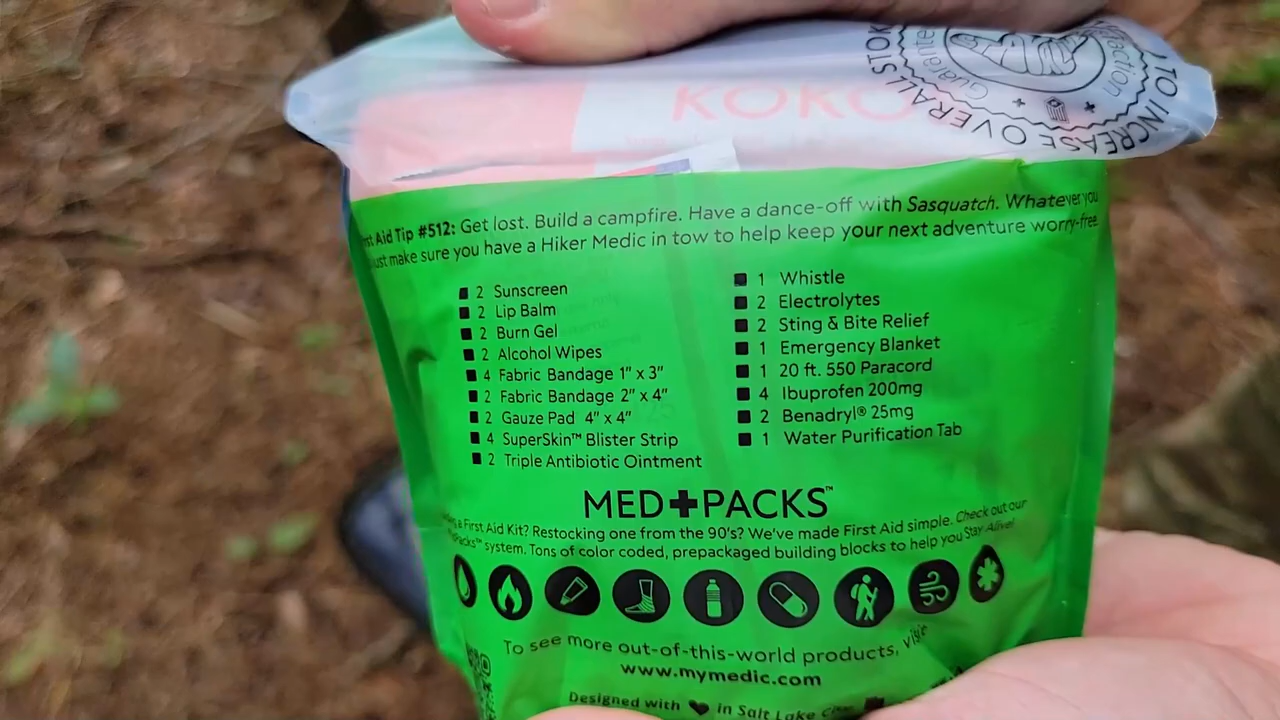 Guarantee
faction
TO INCREASE OVERALL STOK
KOKO
Aid Tip #512: Get lost. Build a campfire. Have a dance-off with Sasquatch. Whatever you
just make sure you have a Hiker Medic in tow to help keep your next adventure worry-free.
2 Sunscreen
2 Lip Balm
2 Burn Gel
2 Alcohol Wipes
4 Fabric Bandage 1" x 3"
2 Fabric Bandage 2" x 4"
2 Gauze Pad 4" x 4"
4 SuperSkin™ Blister Strip
2 Triple Antibiotic Ointment
1 Whistle
2 Electrolytes
2 Sting & Bite Relief
1 Emergency Blanket
1 20 ft. 550 Paracord
4 Ibuprofen 200mg
2 Benadryl® 25mg
1 Water Purification Tab
MED+PACKS™
a First Aid Kit? Restocking one from the 90's? We've made First Aid simple. Check out our
Packs™ system. Tons of color coded, prepackaged building blocks to help you Stay Alive!
To see more out-of-this-world products, visit
www.mymedic.com
Designed with ♥ in Salt Lake